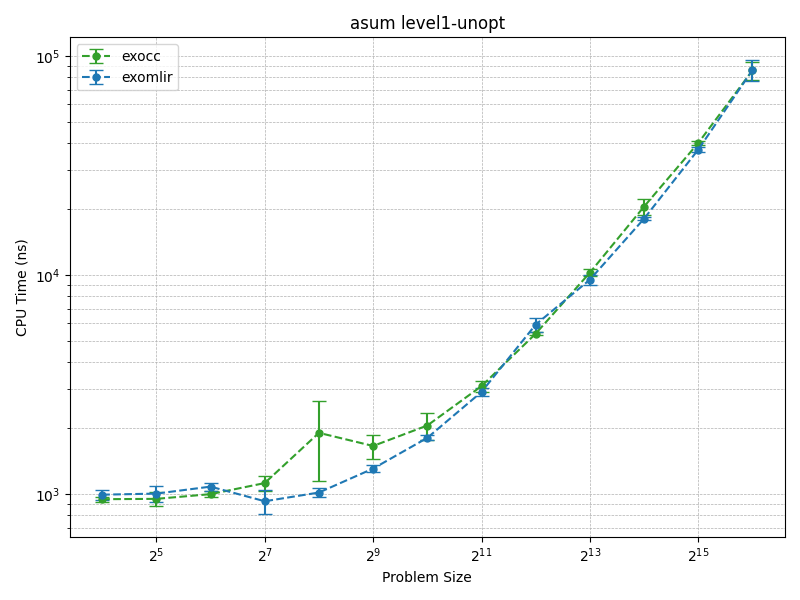 asum level1-unopt
exocc
exomlir
CPU Time (ns)
10^5
10^4
10^3
2^5 2^7 2^9 2^11 2^13 2^15
Problem Size